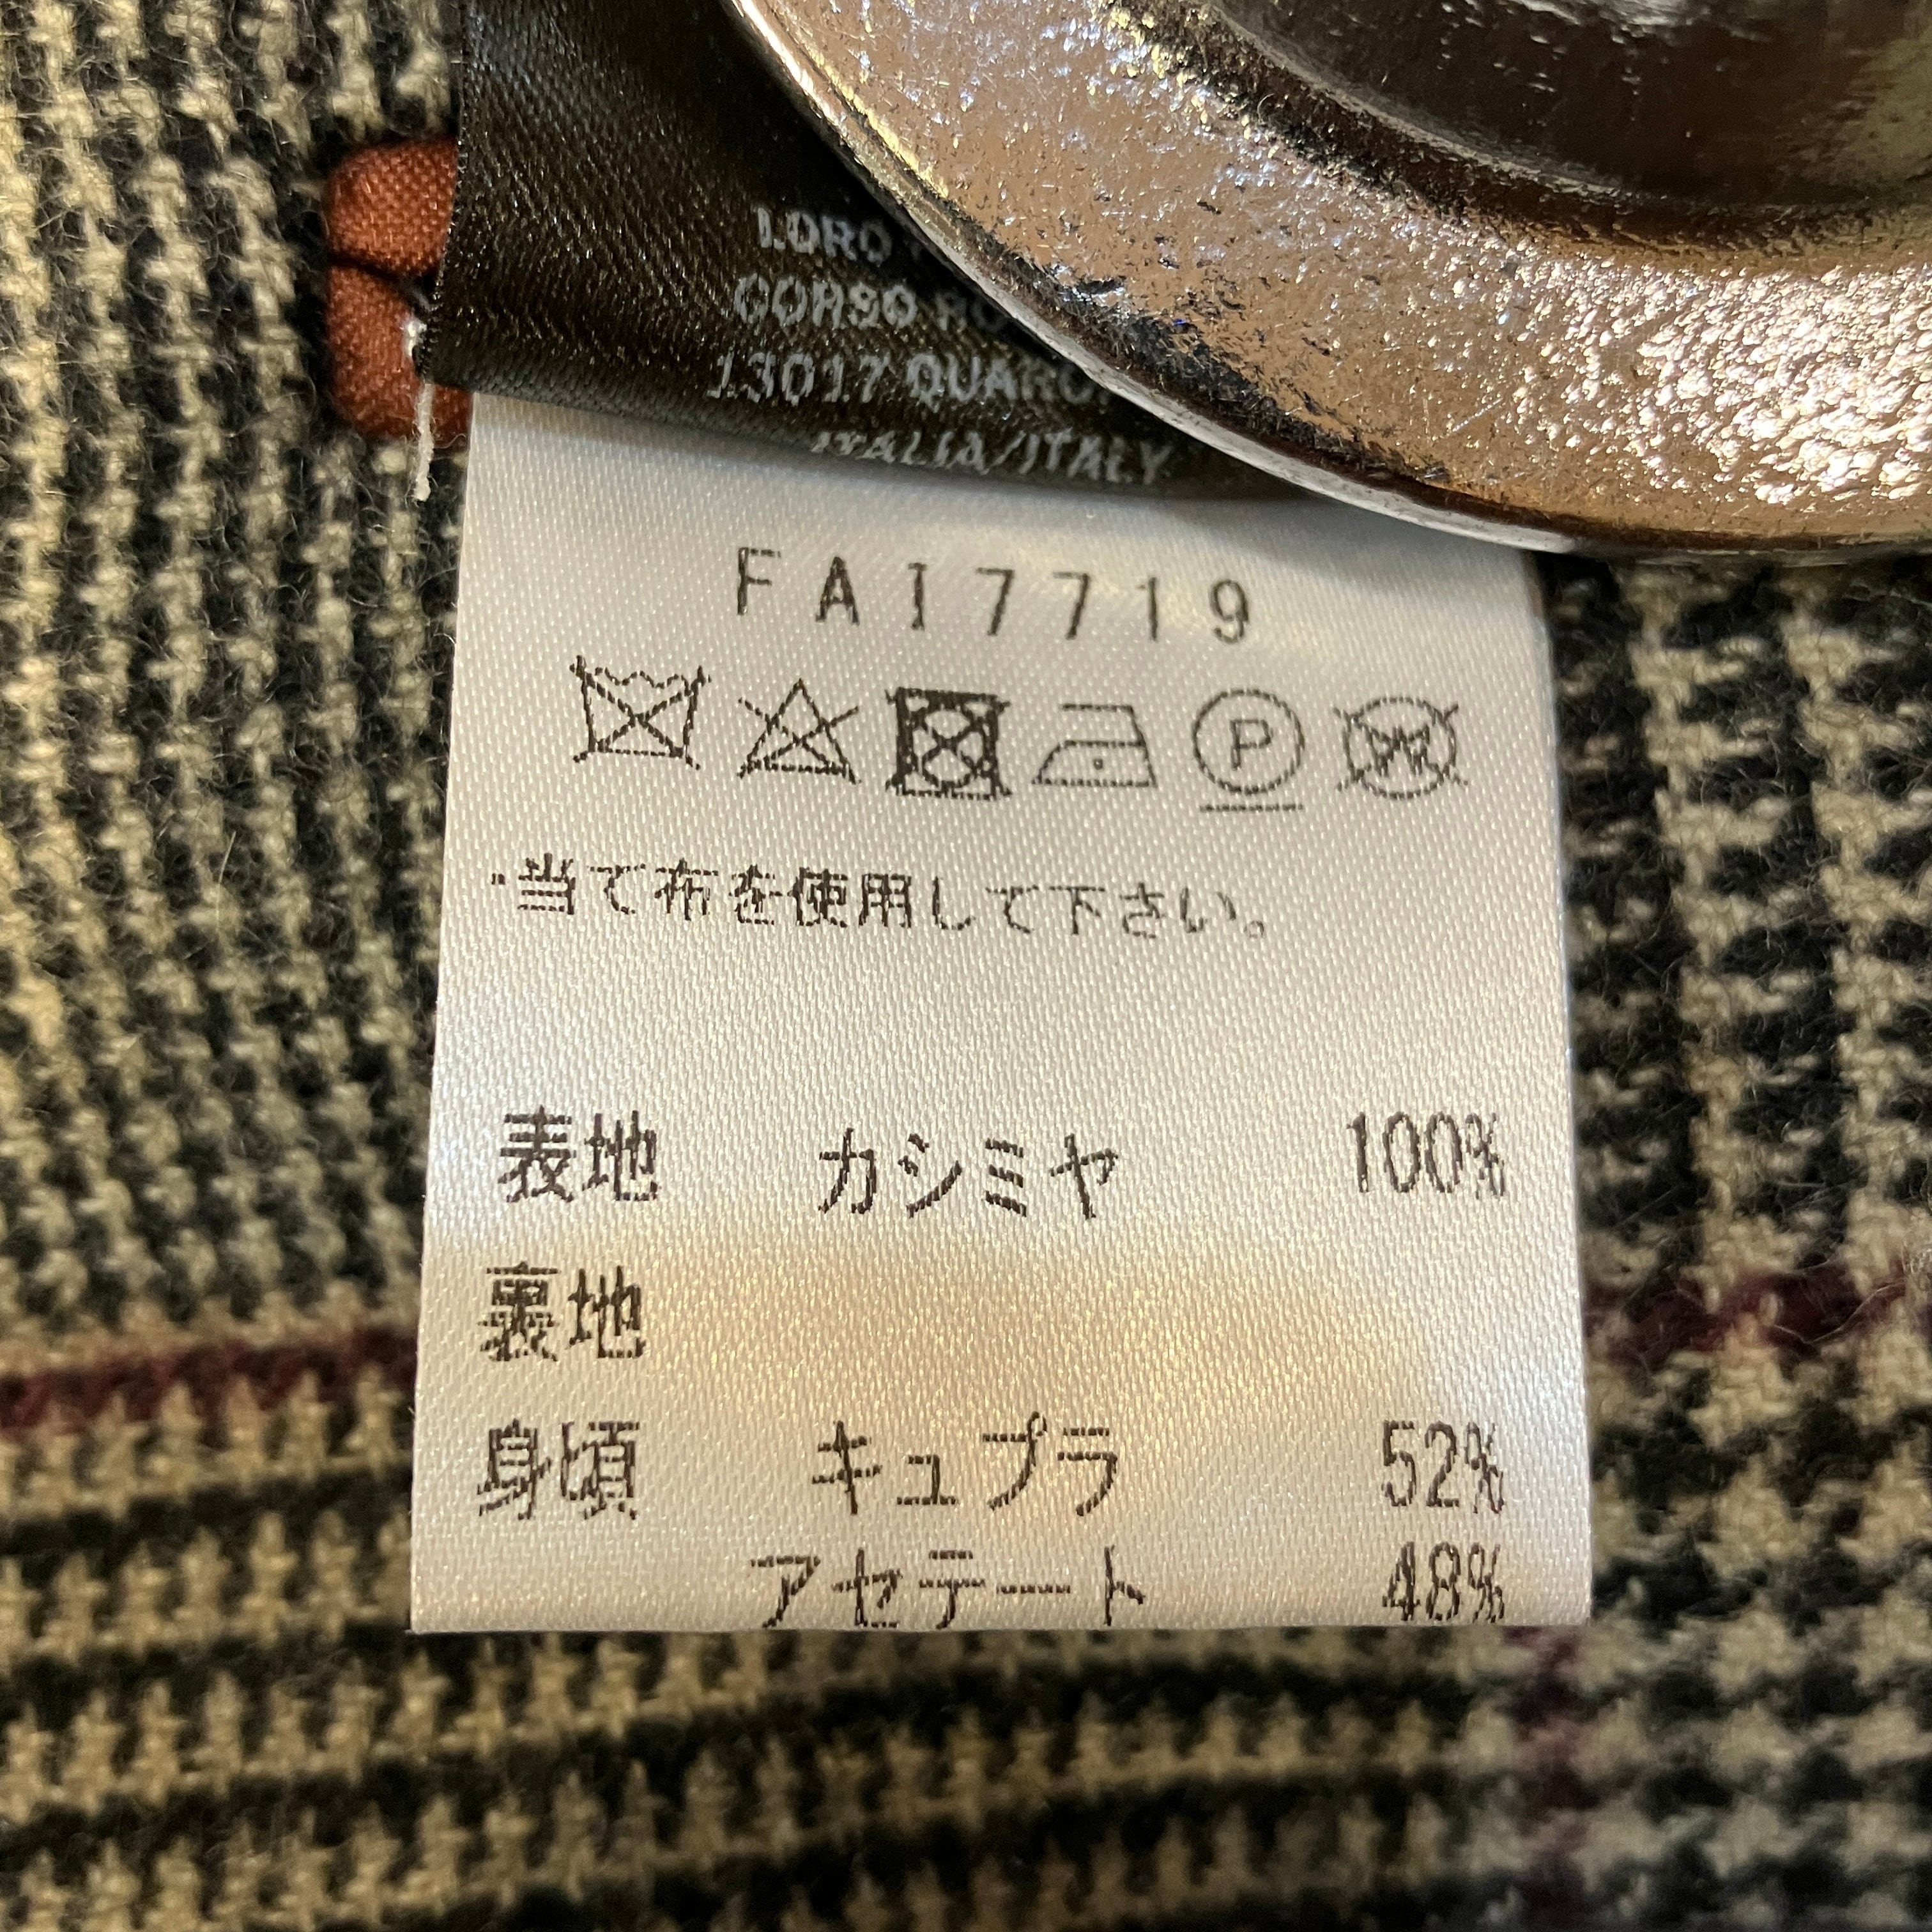 LORO
CORSO RO
13017 QUARO
ITALIA/ITALY
FAI7719
P
W
・当て布を使用して下さい。
表地 カシミヤ 100%
裏地
身頃 キュプラ 52%
アセテート 48%